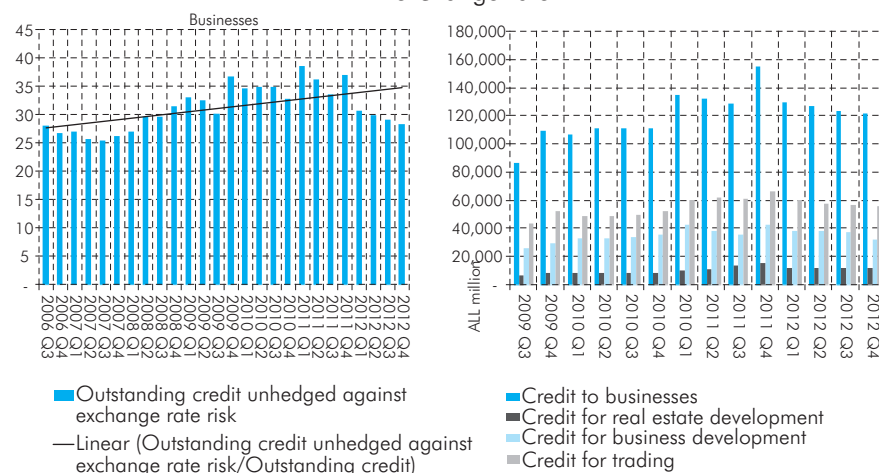 Businesses
45
40
35
30
25
20
15
10
5
-
2006 Q3
2006 Q4
2007 Q1
2007 Q2
2007 Q3
2007 Q4
2008 Q1
2008 Q2
2008 Q3
2008 Q4
2009 Q1
2009 Q2
2009 Q3
2009 Q4
2010 Q1
2010 Q2
2010 Q3
2010 Q4
2011 Q1
2011 Q2
2011 Q3
2011 Q4
2012 Q1
2012 Q2
2012 Q3
2012 Q4
Outstanding credit unhedged against
exchange rate risk
Linear (Outstanding credit unhedged against
exchange rate risk/Outstanding credit)
180,000
160,000
140,000
120,000
100,000
80,000
60,000
40,000
20,000
-
ALL million
2009 Q3
2009 Q4
2010 Q1
2010 Q2
2010 Q3
2010 Q4
2010 Q1
2011 Q2
2011 Q3
2011 Q4
2012 Q1
2012 Q2
2012 Q3
2012 Q4
Credit to businesses
Credit for real estate development
Credit for business development
Credit for trading